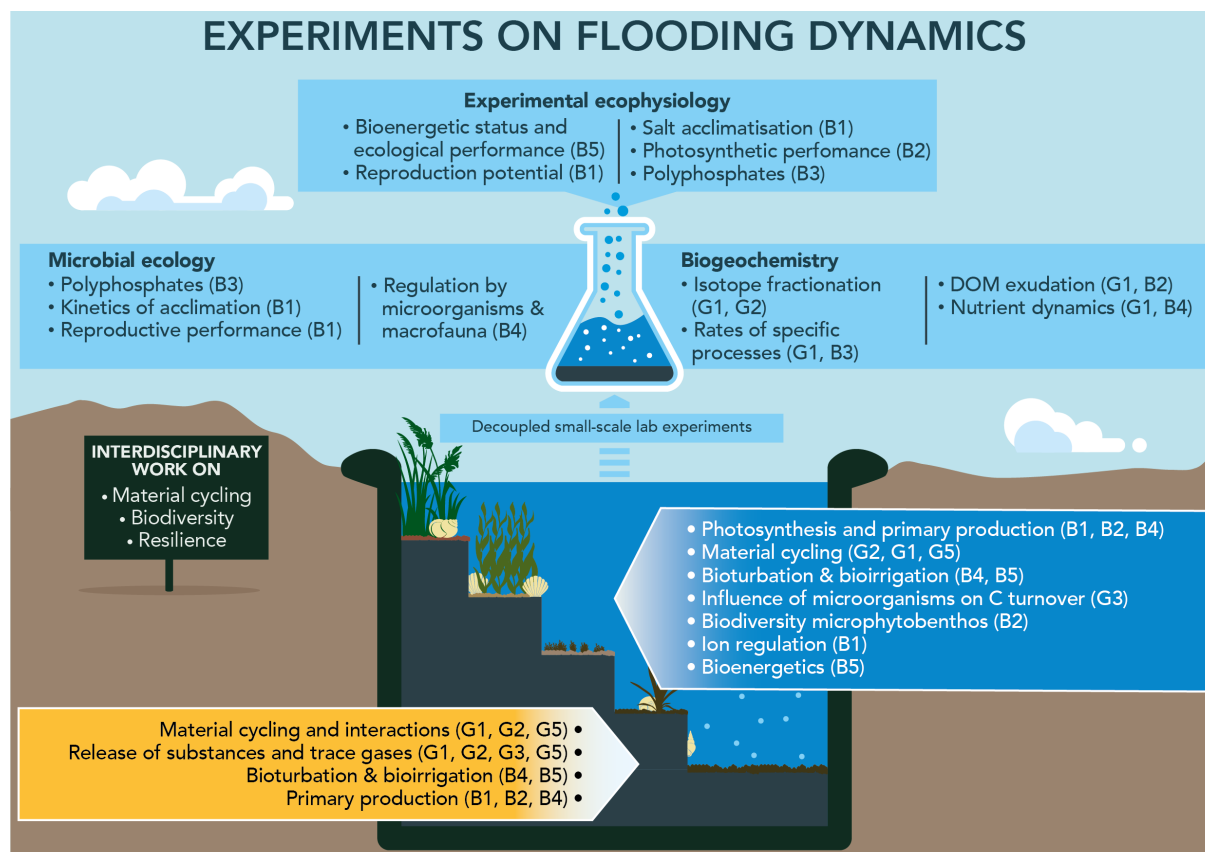 EXPERIMENTS ON FLOODING DYNAMICS
Experimental ecophysiology
• Bioenergetic status and
ecological performance (B5)
• Reproduction potential (B1)
• Salt acclimatisation (B1)
• Photosynthetic perfomance (B2)
• Polyphosphates (B3)
Microbial ecology
• Polyphosphates (B3)
• Kinetics of acclimation (B1)
• Reproductive performance (B1)
• Regulation by
microorganisms &
macrofauna (B4)
Biogeochemistry
• Isotope fractionation
(G1, G2)
• Rates of specific
processes (G1, B3)
• DOM exudation (G1, B2)
• Nutrient dynamics (G1, B4)
Decoupled small-scale lab experiments
INTERDISCIPLINARY
WORK ON
• Material cycling
• Biodiversity
• Resilience
• Photosynthesis and primary production (B1, B2, B4)
• Material cycling (G2, G1, G5)
• Bioturbation & bioirrigation (B4, B5)
• Influence of microorganisms on C turnover (G3)
• Biodiversity microphytobenthos (B2)
• Ion regulation (B1)
• Bioenergetics (B5)
Material cycling and interactions (G1, G2, G5) •
Release of substances and trace gases (G1, G2, G3, G5) •
Bioturbation & bioirrigation (B4, B5) •
Primary production (B1, B2, B4) •